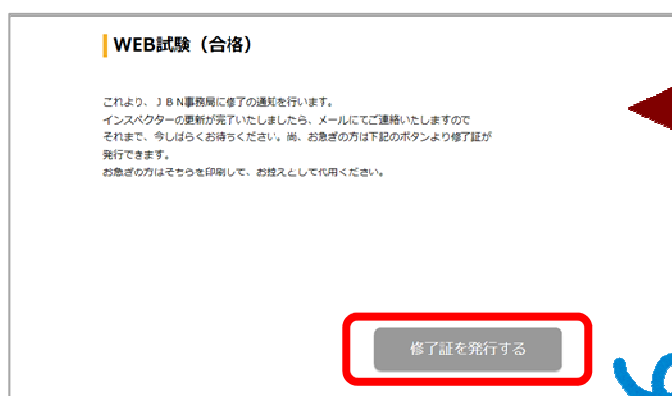 WEB試験（合格）
これより、ＪＢＮ事務局に修了の通知を行います。
インスペクターの更新が完了いたしましたら、メールにてご連絡いたしますので
それまで、今しばらくお待ちください。尚、お急ぎの方は下記のボタンより修了証が
発行できます。
お急ぎの方はそちらを印刷して、お控えとして代用ください。
修了証を発行する